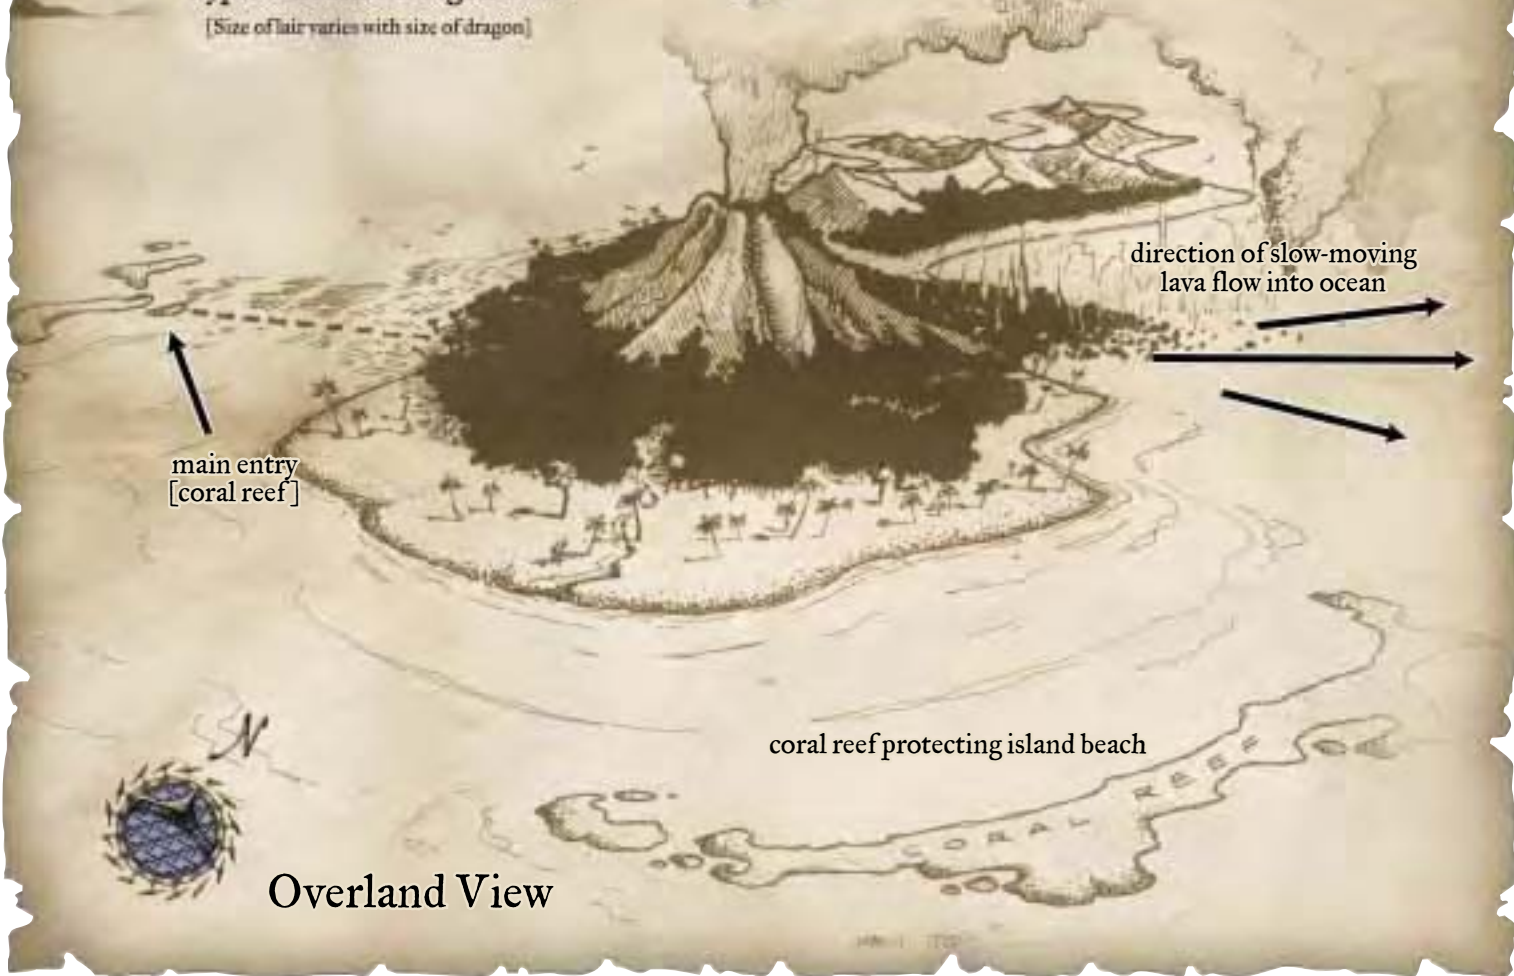 [Size of lair varies with size of dragon]
direction of slow-moving
lava flow into ocean
main entry
[coral reef]
coral reef protecting island beach
CORAL REEF
N
Overland View